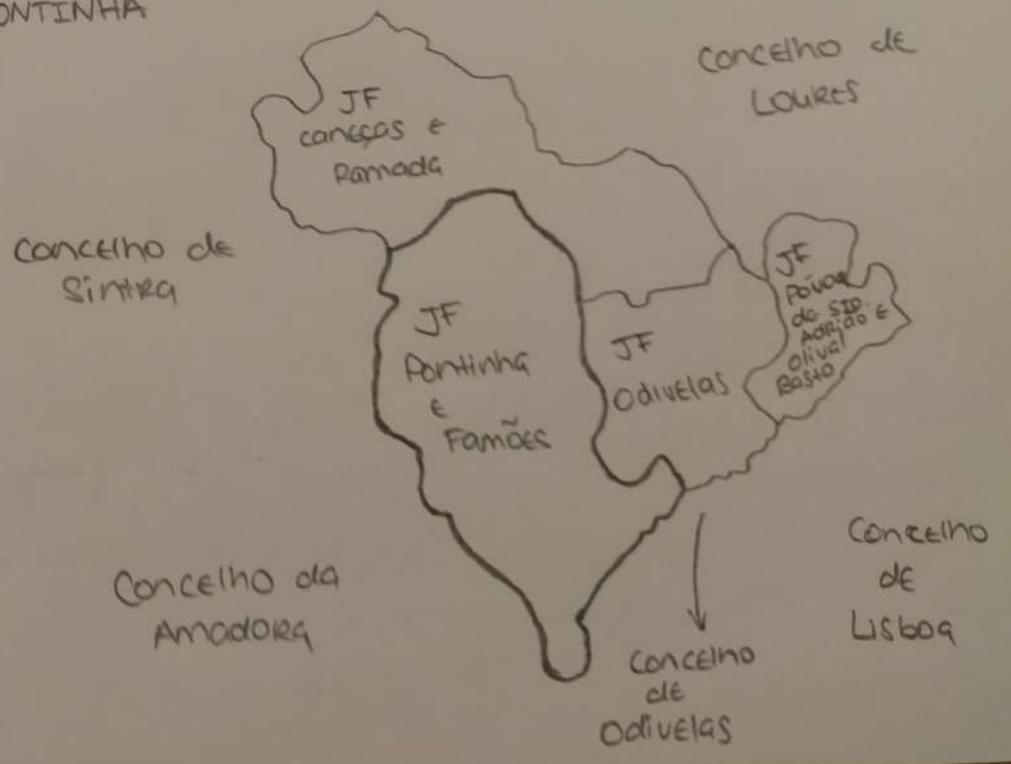 ONTINHA
Concelho de
Loures
JF
caneças e
Ramada
Concelho de
Sintra
JF
Pontinha
e
Famões
JF
Odivelas
JF
Póvoa
de Sto.
Adrião e
Olival
Basto
Concelho da
Amadora
Concelho
de
Lisboa
Concelho
de
Odivelas